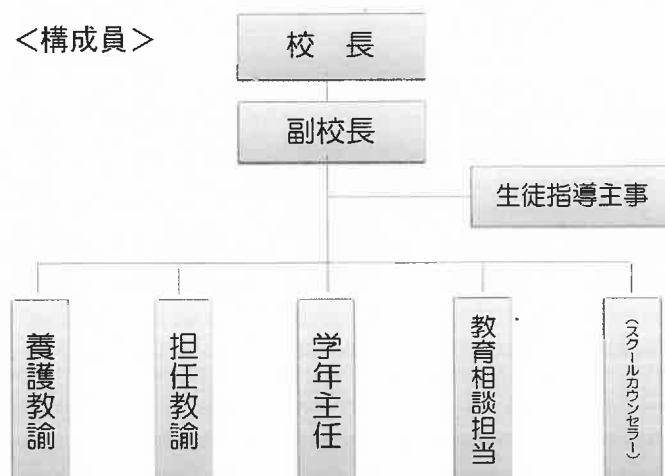 ＜構成員＞
校　長
副校長
生徒指導主事
養護教諭
担任教諭
学年主任
教育相談担当
（スクールカウンセラー）